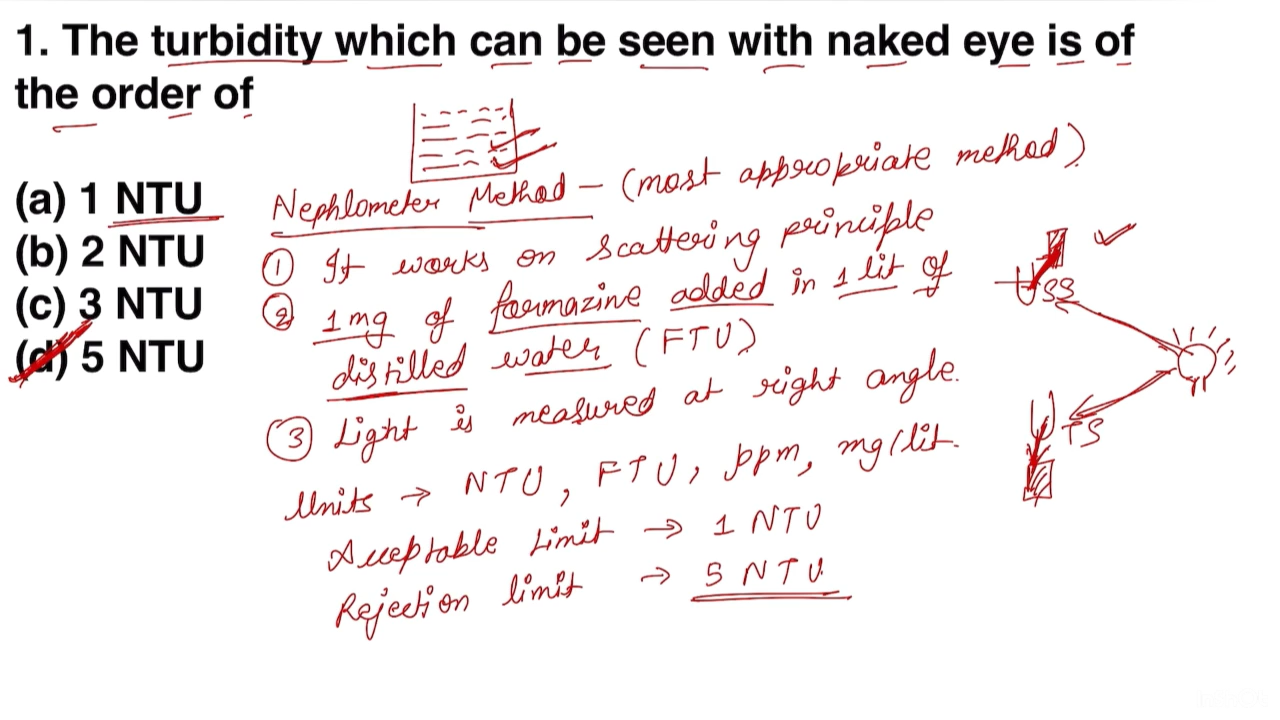 1. The turbidity which can be seen with naked eye is of
the order of
(a) 1 NTU
(b) 2 NTU
(c) 3 NTU
(d) 5 NTU
Nephlometer Method – (most appropriate method)
① It works on scattering principle
② 1 mg of formazine added in 1 lit of
distilled water (FTU)
③ Light is measured at right angle.
Units → NTU, FTU, ppm, mg/lit.
Acceptable Limit → 1 NTU
Rejection limit → 5 NTU.
SS
TS